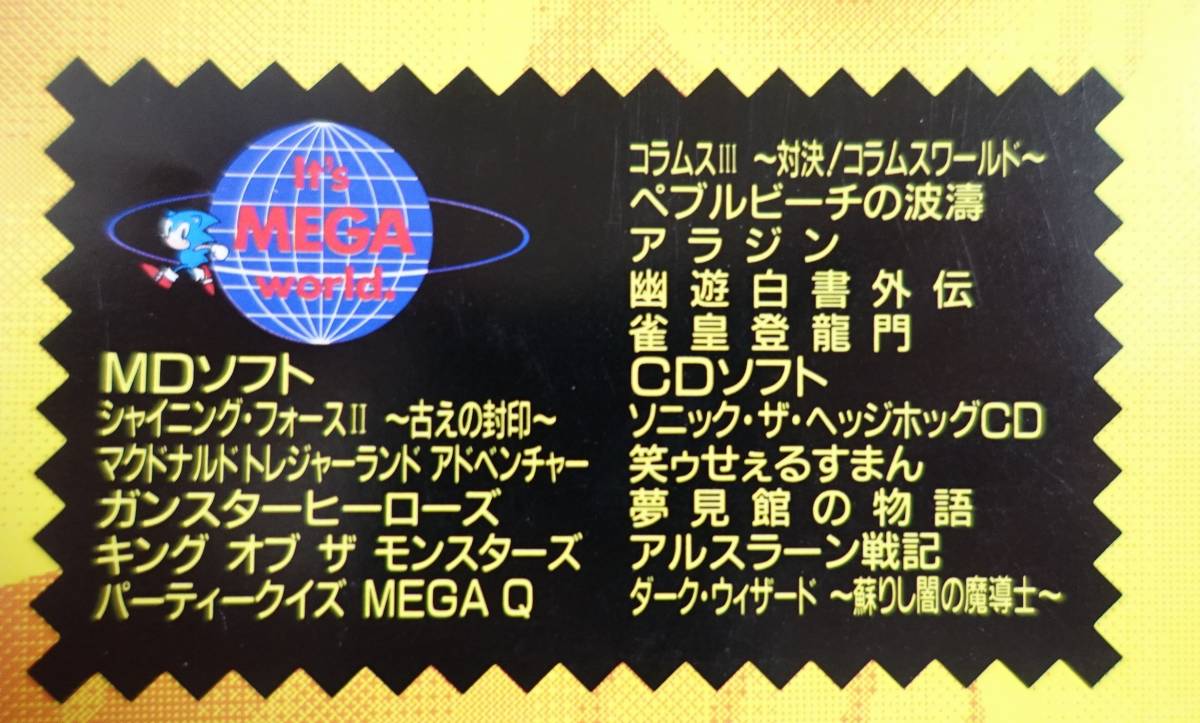 It's
MEGA
world.
MDソフト
シャイニング・フォースII ～古えの封印～
マクドナルドトレジャーランド アドベンチャー
ガンスターヒーローズ
キング オブ ザ モンスターズ
パーティークイズ MEGA Q
コラムスIII ～対決!コラムスワールド～
ペブルビーチの波濤
アラジン
幽遊白書外伝
雀皇登龍門
CDソフト
ソニック・ザ・ヘッジホッグCD
笑ゥせぇるすまん
夢見館の物語
アルスラーン戦記
ダーク・ウィザード ～蘇りし闇の魔導士～